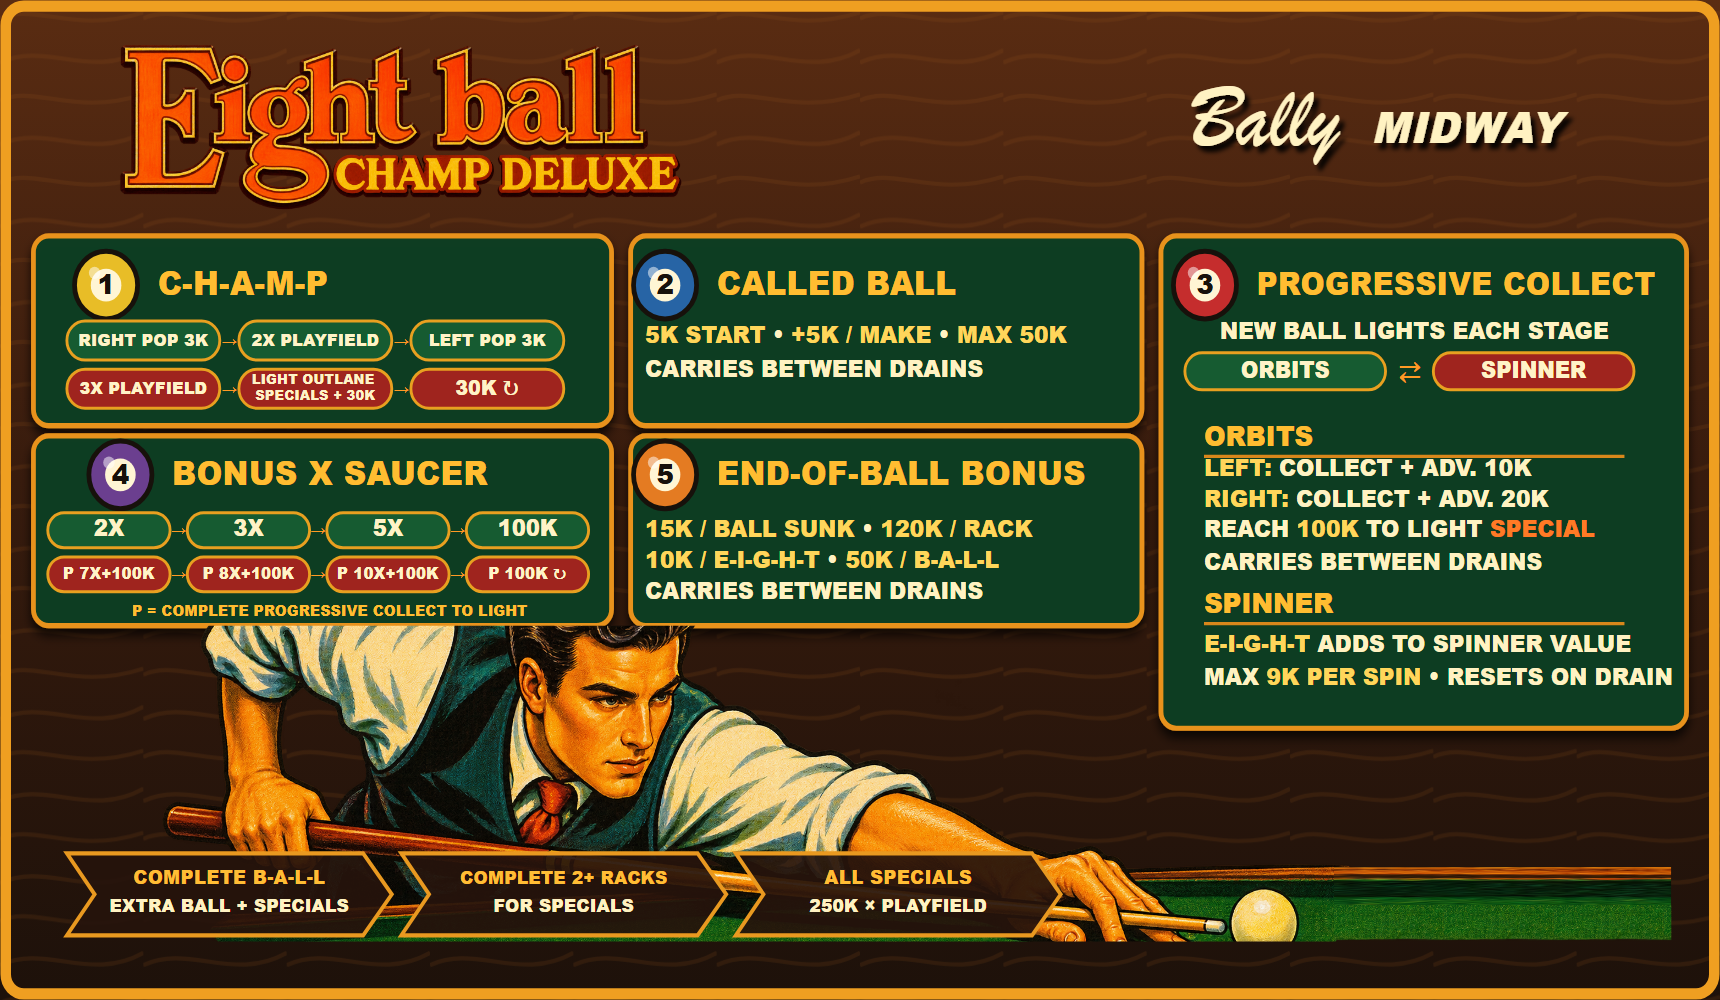 Eight ball
CHAMP DELUXE
Bally MIDWAY
1 C-H-A-M-P
RIGHT POP 3K → 2X PLAYFIELD → LEFT POP 3K
3X PLAYFIELD → LIGHT OUTLANE SPECIALS + 30K → 30K ↻
2 CALLED BALL
5K START • +5K / MAKE • MAX 50K
CARRIES BETWEEN DRAINS
3 PROGRESSIVE COLLECT
NEW BALL LIGHTS EACH STAGE
ORBITS ⇄ SPINNER
ORBITS
LEFT: COLLECT + ADV. 10K
RIGHT: COLLECT + ADV. 20K
REACH 100K TO LIGHT SPECIAL
CARRIES BETWEEN DRAINS
SPINNER
E-I-G-H-T ADDS TO SPINNER VALUE
MAX 9K PER SPIN • RESETS ON DRAIN
4 BONUS X SAUCER
2X → 3X → 5X → 100K
P 7X+100K → P 8X+100K → P 10X+100K → P 100K ↻
P = COMPLETE PROGRESSIVE COLLECT TO LIGHT
5 END-OF-BALL BONUS
15K / BALL SUNK • 120K / RACK
10K / E-I-G-H-T • 50K / B-A-L-L
CARRIES BETWEEN DRAINS
COMPLETE B-A-L-L
EXTRA BALL + SPECIALS
COMPLETE 2+ RACKS
FOR SPECIALS
ALL SPECIALS
250K × PLAYFIELD